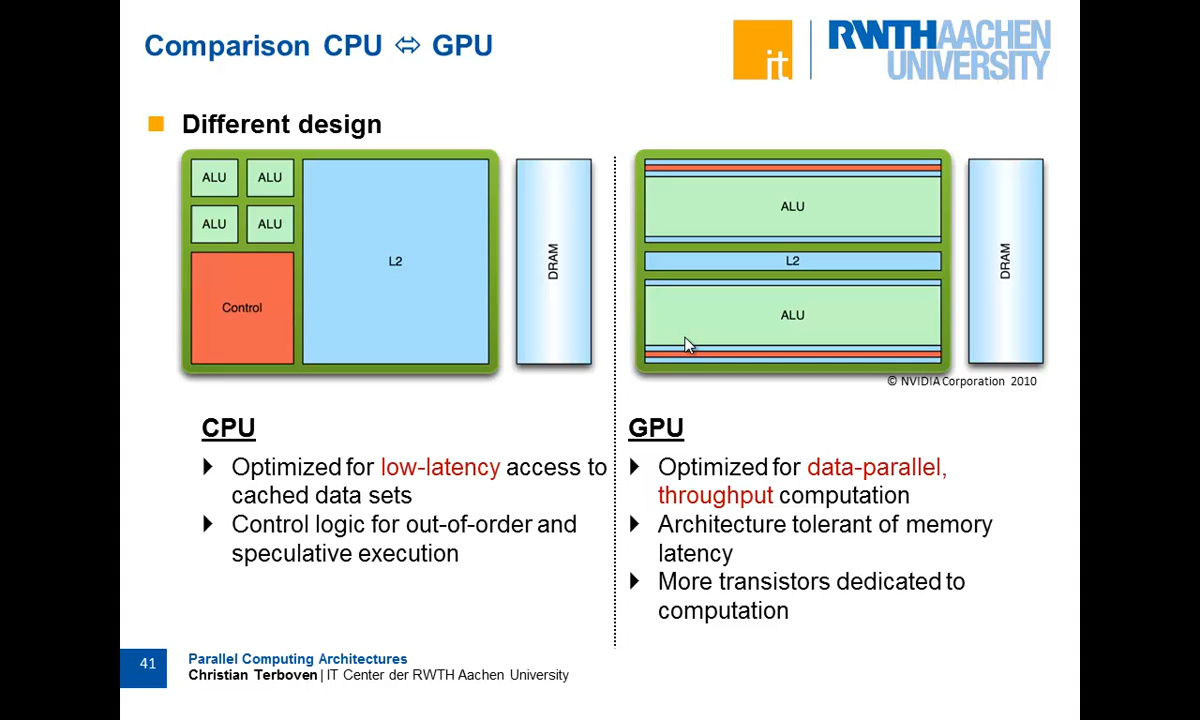 Comparison CPU ⇔ GPU
it
RWTHAACHEN
UNIVERSITY
Different design
ALU ALU
ALU ALU
Control
L2
DRAM
ALU
L2
ALU
DRAM
© NVIDIA Corporation 2010
CPU
Optimized for low-latency access to
cached data sets
Control logic for out-of-order and
speculative execution
GPU
Optimized for data-parallel,
throughput computation
Architecture tolerant of memory
latency
More transistors dedicated to
computation
41
Parallel Computing Architectures
Christian Terboven | IT Center der RWTH Aachen University